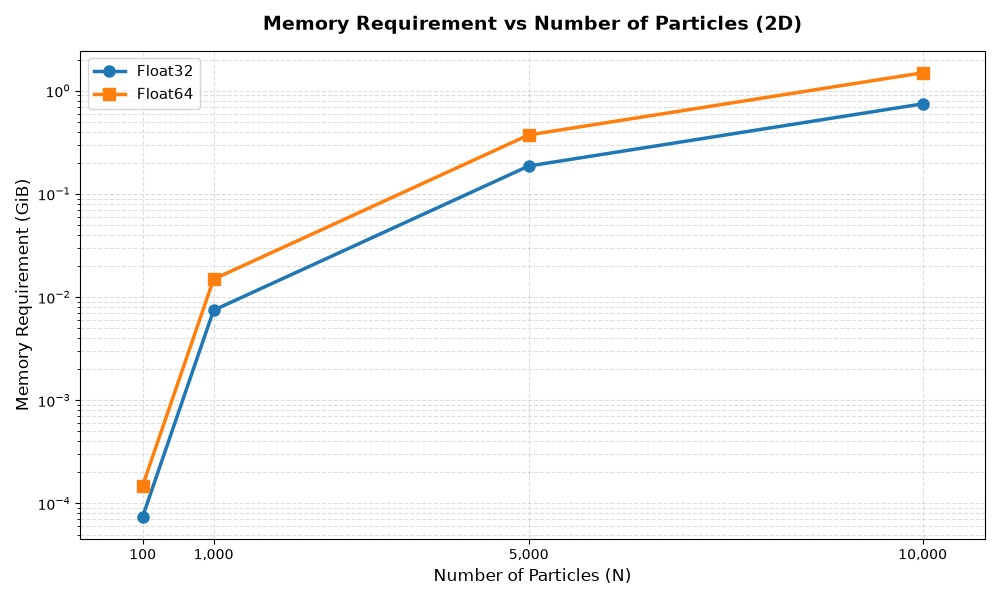 Memory Requirement vs Number of Particles (2D)
Float32
Float64
Memory Requirement (GiB)
10⁰
10⁻¹
10⁻²
10⁻³
10⁻⁴
100 1,000 5,000 10,000
Number of Particles (N)